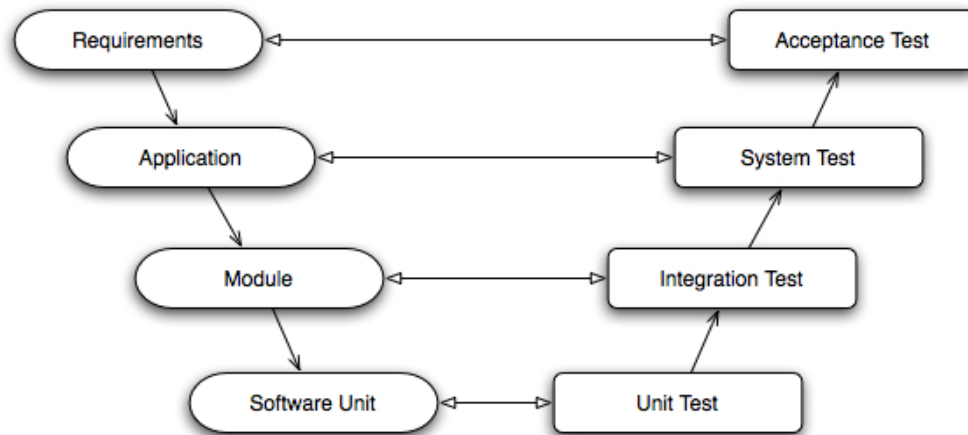 Requirements
Acceptance Test
Application
System Test
Module
Integration Test
Software Unit
Unit Test